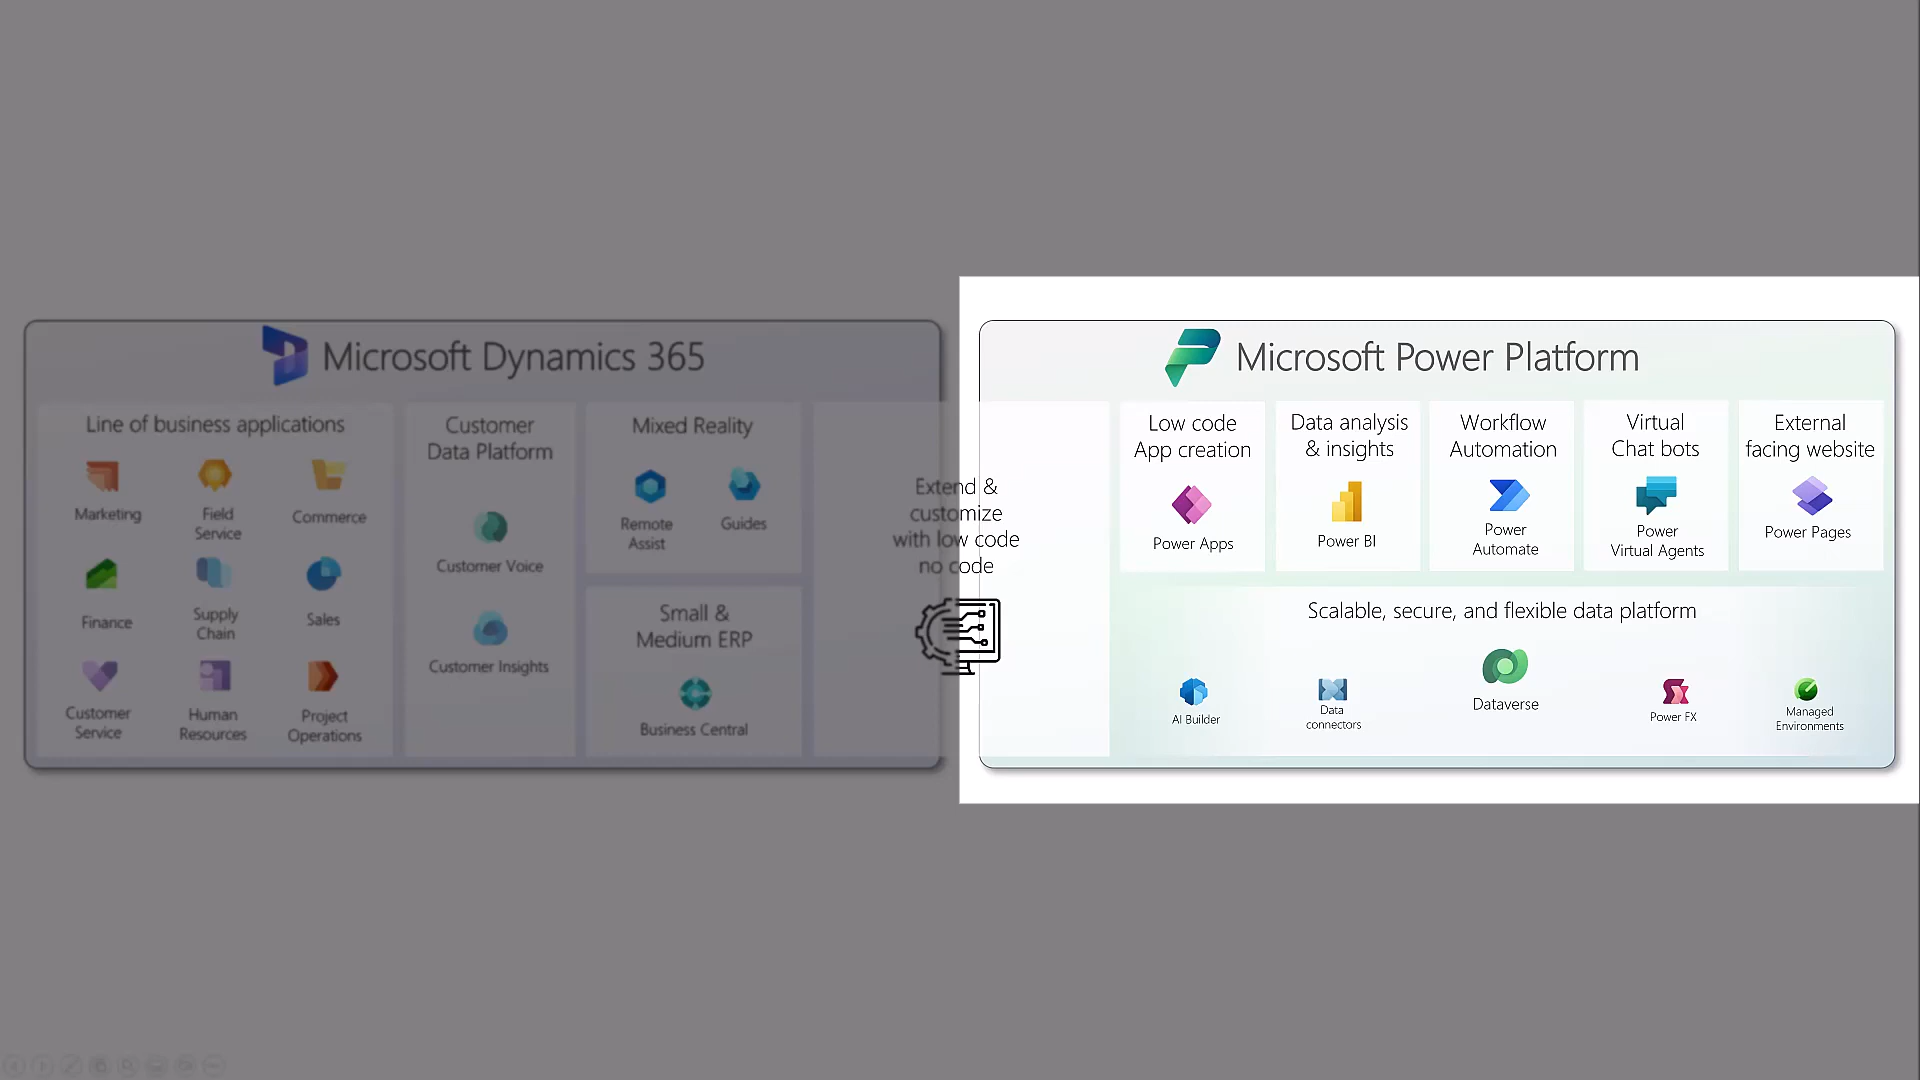 Microsoft Dynamics 365
Line of business applications
Marketing
Field
Service
Commerce
Finance
Supply
Chain
Sales
Customer
Service
Human
Resources
Project
Operations
Customer
Data Platform
Customer Voice
Customer Insights
Mixed Reality
Remote
Assist
Guides
Small &
Medium ERP
Business Central
Extend &
customize
with low code
no code
Microsoft Power Platform
Low code
App creation
Power Apps
Data analysis
& insights
Power BI
Workflow
Automation
Power
Automate
Virtual
Chat bots
Power
Virtual Agents
External
facing website
Power Pages
Scalable, secure, and flexible data platform
AI Builder
Data
connectors
Dataverse
Power FX
Managed
Environments